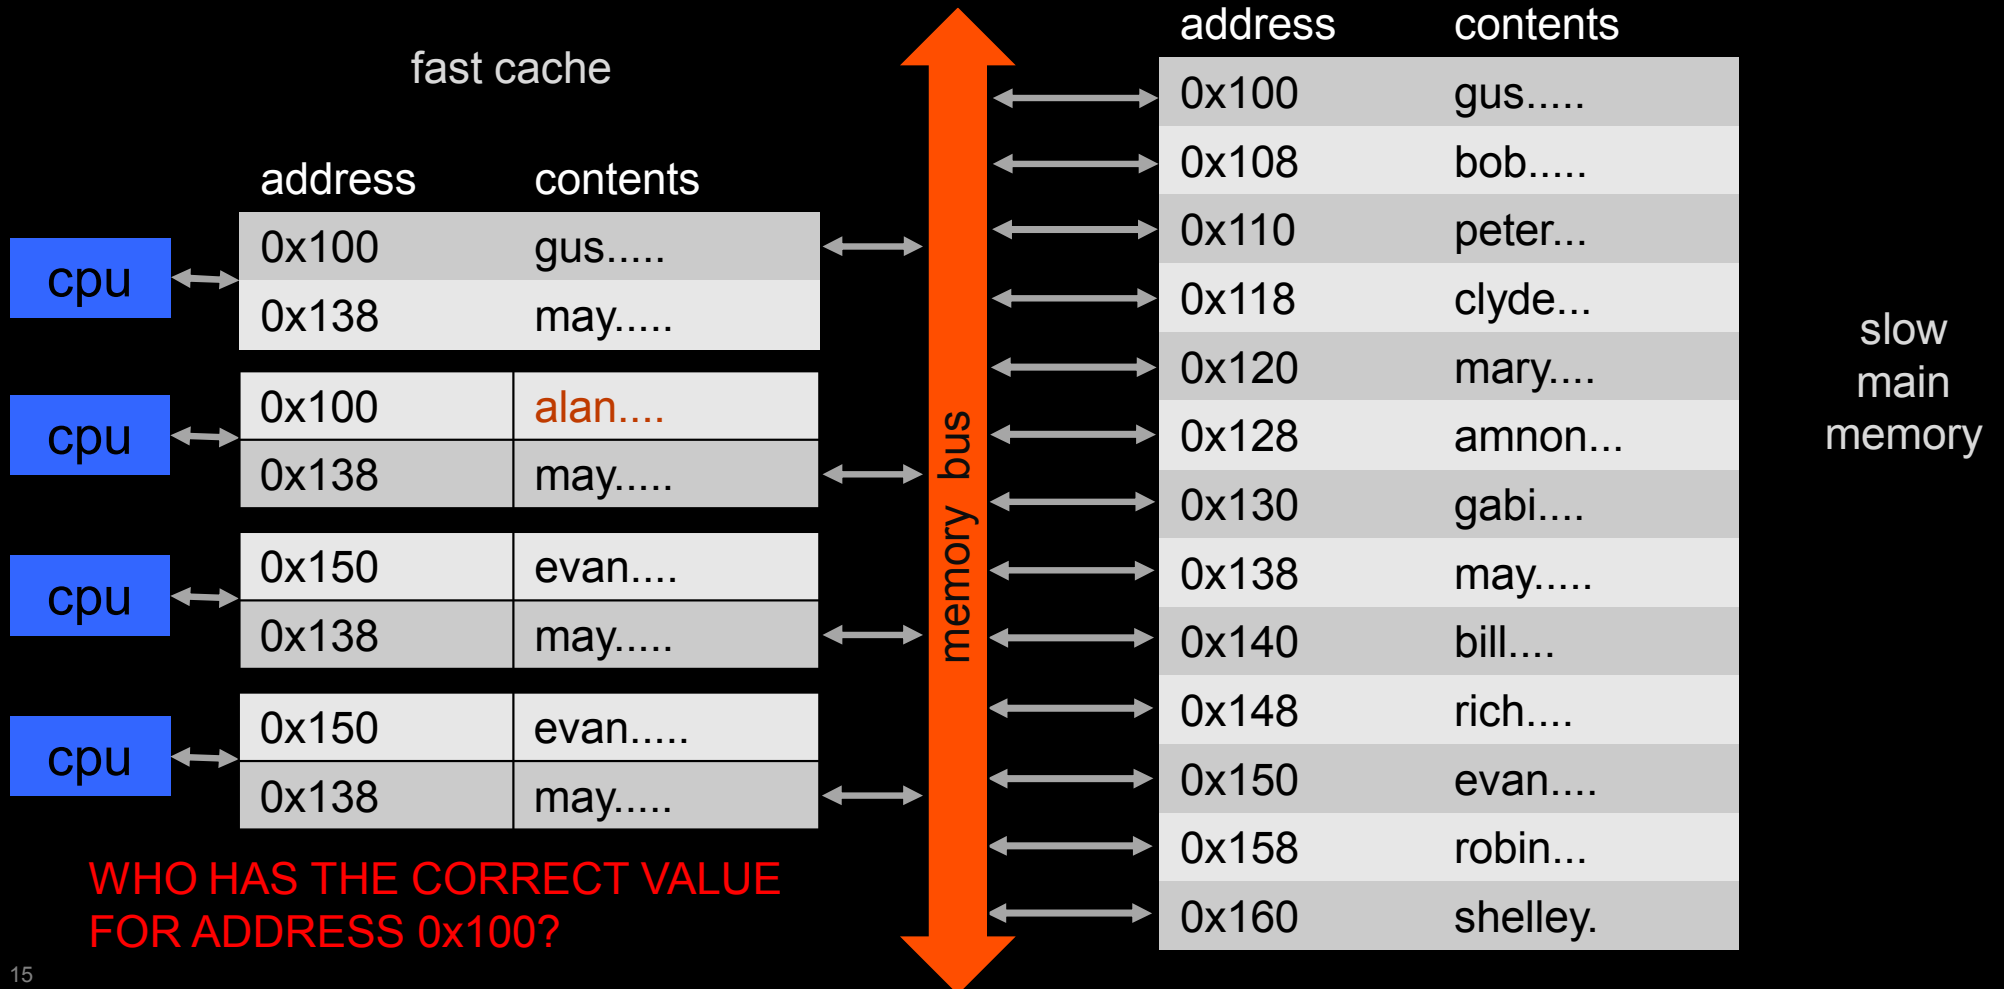 fast cache
address contents
cpu
0x100 gus.....
0x138 may.....
cpu
0x100 alan....
0x138 may.....
cpu
0x150 evan....
0x138 may.....
cpu
0x150 evan.....
0x138 may.....
WHO HAS THE CORRECT VALUE
FOR ADDRESS 0x100?
15
memory bus
address contents
0x100 gus.....
0x108 bob.....
0x110 peter...
0x118 clyde...
0x120 mary....
0x128 amnon...
0x130 gabi....
0x138 may.....
0x140 bill....
0x148 rich....
0x150 evan....
0x158 robin...
0x160 shelley.
slow
main
memory